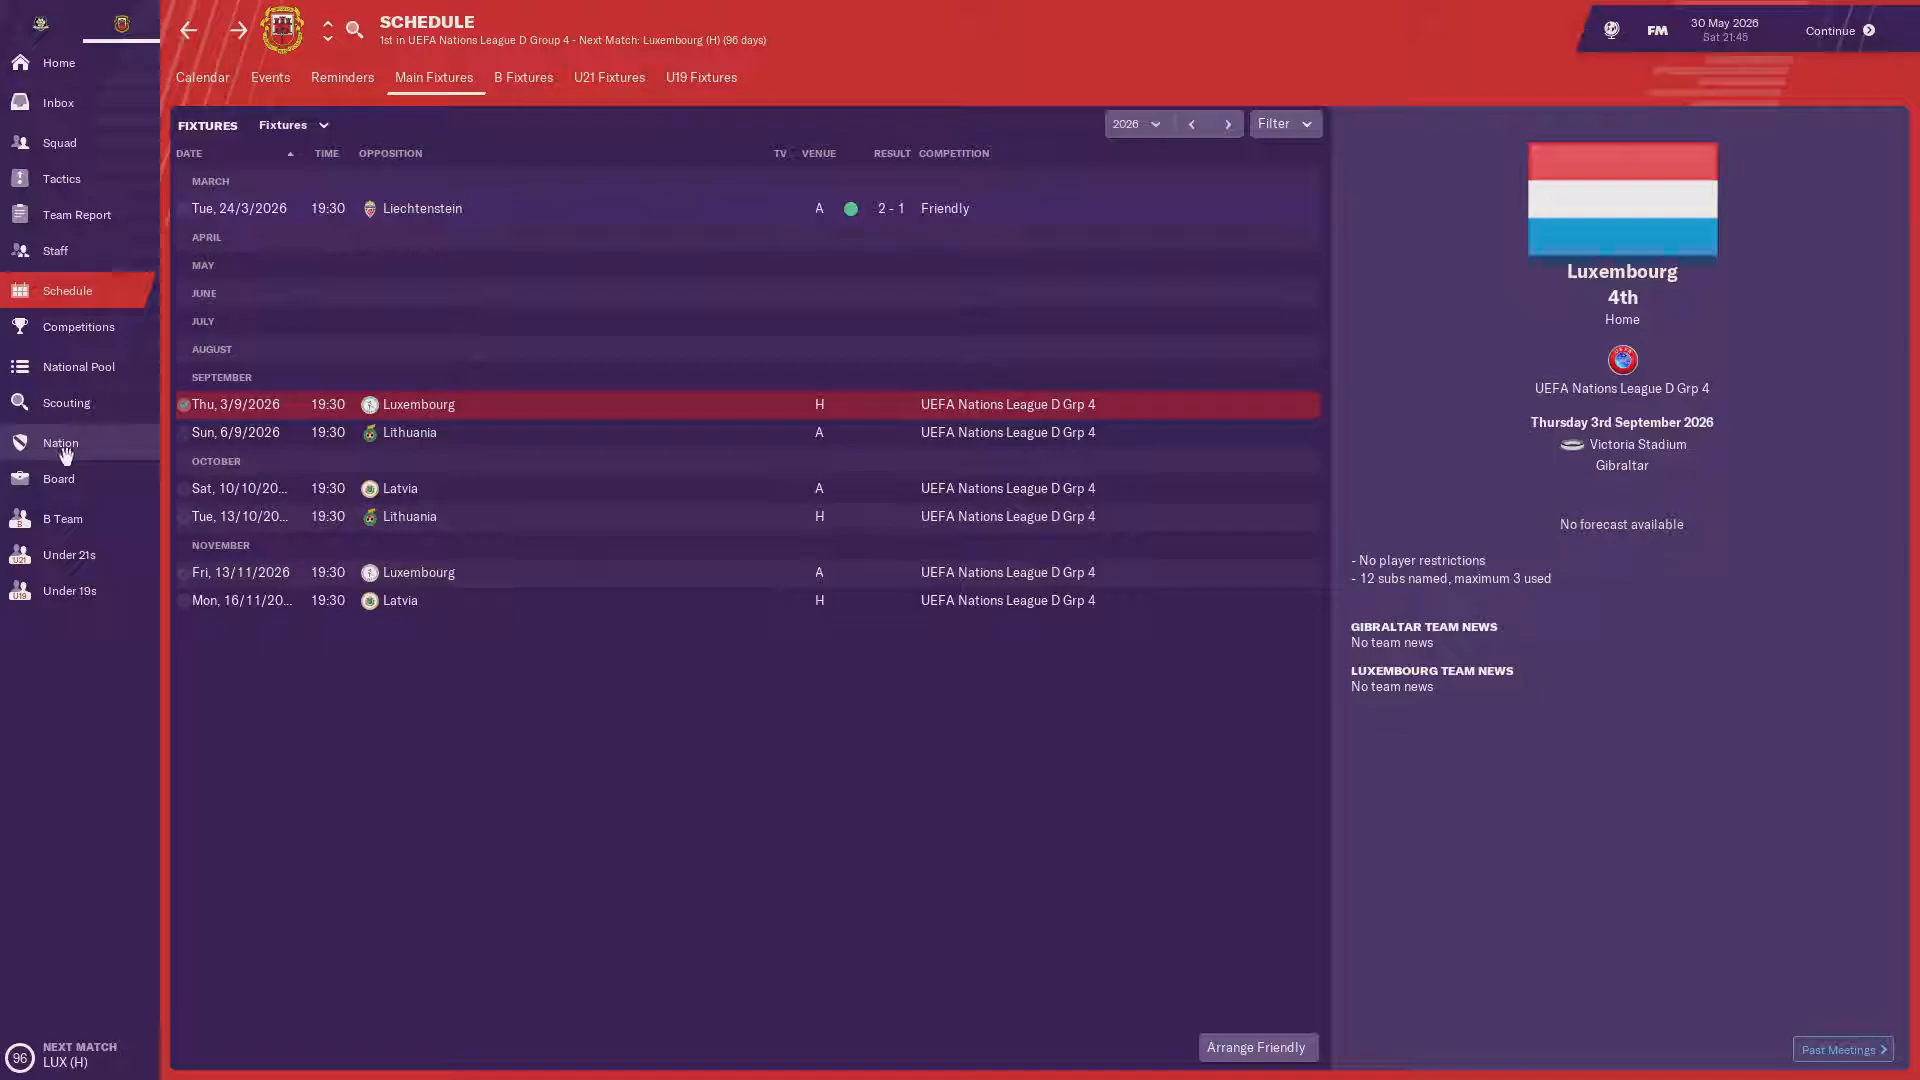 SCHEDULE
1st in UEFA Nations League D Group 4 - Next Match: Luxembourg (H) (96 days)
FM
30 May 2026
Sat 21:45
Continue
Calendar
Events
Reminders
Main Fixtures
B Fixtures
U21 Fixtures
U19 Fixtures
Home
Inbox
Squad
Tactics
Team Report
Staff
Schedule
Competitions
National Pool
Scouting
Nation
Board
B
B Team
U21
Under 21s
U19
Under 19s
96
NEXT MATCH
LUX (H)
FIXTURES Fixtures 2026 Filter
DATE TIME OPPOSITION TV VENUE RESULT COMPETITION
MARCH
Tue, 24/3/2026 19:30 Liechtenstein A 2 - 1 Friendly
APRIL
MAY
JUNE
JULY
AUGUST
SEPTEMBER
Thu, 3/9/2026 19:30 Luxembourg H UEFA Nations League D Grp 4
Sun, 6/9/2026 19:30 Lithuania A UEFA Nations League D Grp 4
OCTOBER
Sat, 10/10/20... 19:30 Latvia A UEFA Nations League D Grp 4
Tue, 13/10/20... 19:30 Lithuania H UEFA Nations League D Grp 4
NOVEMBER
Fri, 13/11/2026 19:30 Luxembourg A UEFA Nations League D Grp 4
Mon, 16/11/20... 19:30 Latvia H UEFA Nations League D Grp 4
Arrange Friendly
Luxembourg
4th
Home
UEFA Nations League D Grp 4
Thursday 3rd September 2026
Victoria Stadium
Gibraltar
No forecast available
- No player restrictions
- 12 subs named, maximum 3 used
GIBRALTAR TEAM NEWS
No team news
LUXEMBOURG TEAM NEWS
No team news
Past Meetings